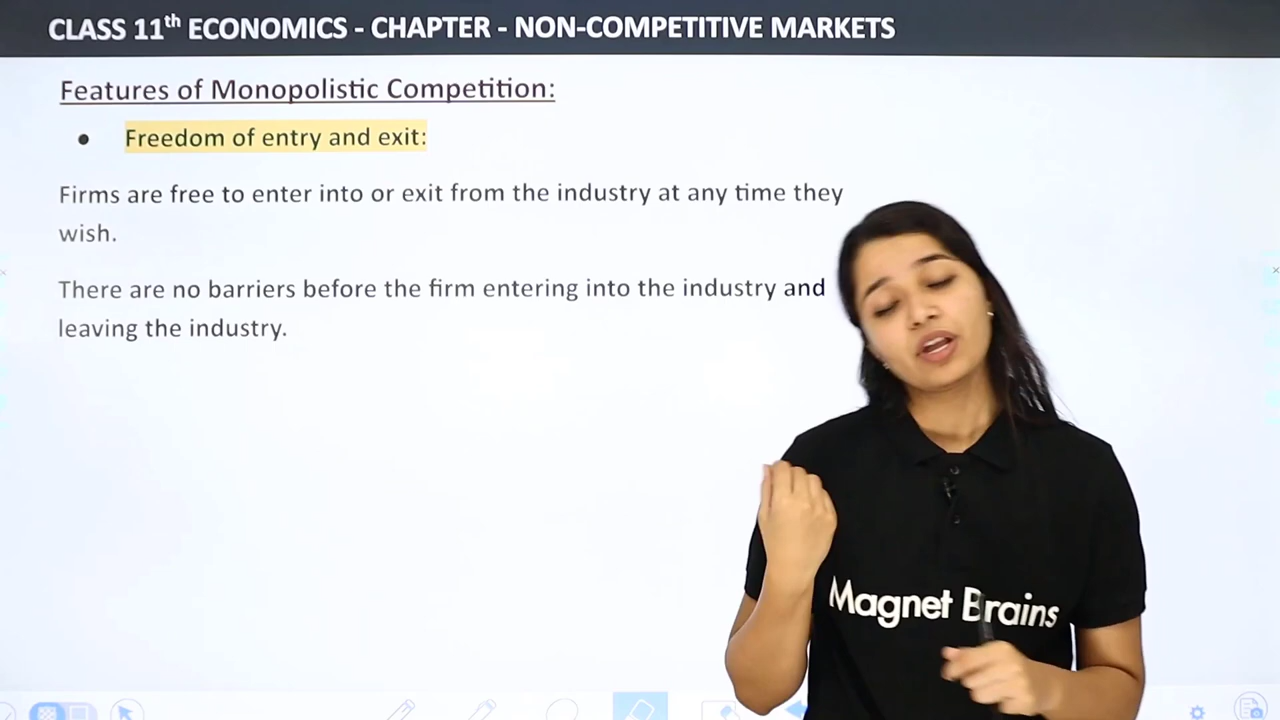 CLASS 11th ECONOMICS - CHAPTER - NON-COMPETITIVE MARKETS
Features of Monopolistic Competition:
● Freedom of entry and exit:
Firms are free to enter into or exit from the industry at any time they
wish.
There are no barriers before the firm entering into the industry and
leaving the industry.
Magnet Brains